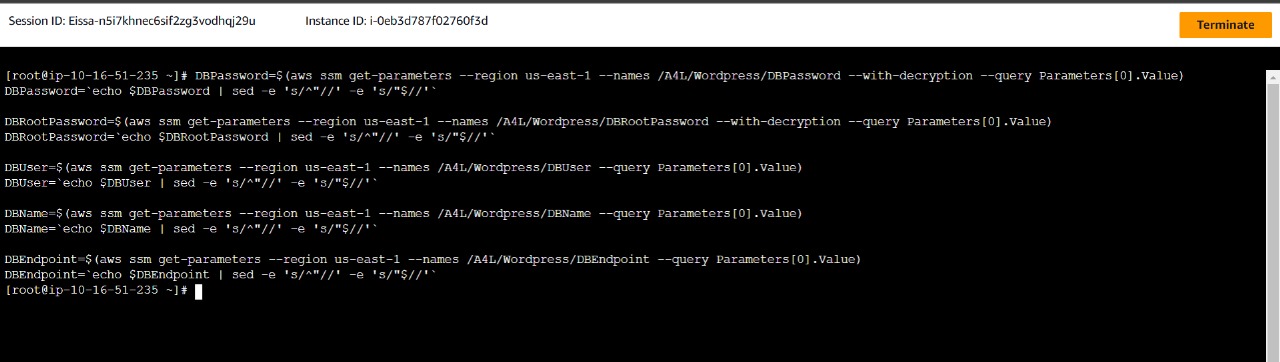 Session ID: Eissa-n5i7khnec6sif2zg3vodhqj29u Instance ID: i-0eb3d787f02760f3d Terminate
[root@ip-10-16-51-235 ~]# DBPassword=$(aws ssm get-parameters --region us-east-1 --names /A4L/Wordpress/DBPassword --with-decryption --query Parameters[0].Value)
DBPassword=`echo $DBPassword | sed -e 's/^"//' -e 's/"$//'`
DBRootPassword=$(aws ssm get-parameters --region us-east-1 --names /A4L/Wordpress/DBRootPassword --with-decryption --query Parameters[0].Value)
DBRootPassword=`echo $DBRootPassword | sed -e 's/^"//' -e 's/"$//'`
DBUser=$(aws ssm get-parameters --region us-east-1 --names /A4L/Wordpress/DBUser --query Parameters[0].Value)
DBUser=`echo $DBUser | sed -e 's/^"//' -e 's/"$//'`
DBName=$(aws ssm get-parameters --region us-east-1 --names /A4L/Wordpress/DBName --query Parameters[0].Value)
DBName=`echo $DBName | sed -e 's/^"//' -e 's/"$//'`
DBEndpoint=$(aws ssm get-parameters --region us-east-1 --names /A4L/Wordpress/DBEndpoint --query Parameters[0].Value)
DBEndpoint=`echo $DBEndpoint | sed -e 's/^"//' -e 's/"$//'`
[root@ip-10-16-51-235 ~]#